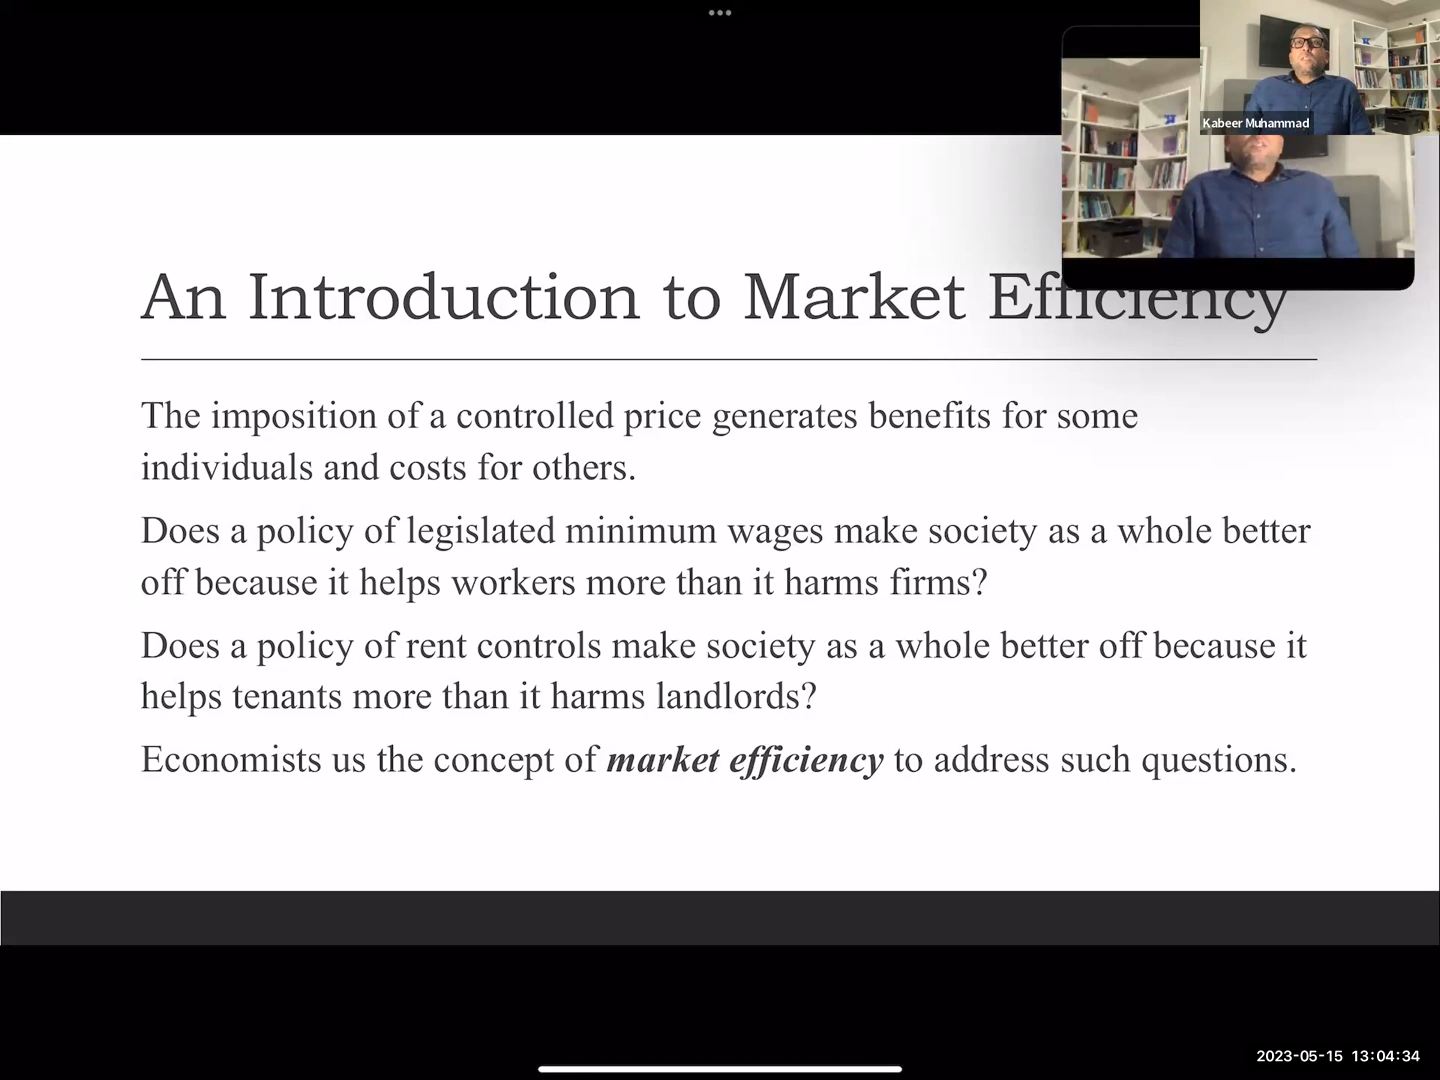 Kabeer Muhammad
An Introduction to Market Efficiency
The imposition of a controlled price generates benefits for some
individuals and costs for others.
Does a policy of legislated minimum wages make society as a whole better
off because it helps workers more than it harms firms?
Does a policy of rent controls make society as a whole better off because it
helps tenants more than it harms landlords?
Economists us the concept of market efficiency to address such questions.
2023-05-15 13:04:34